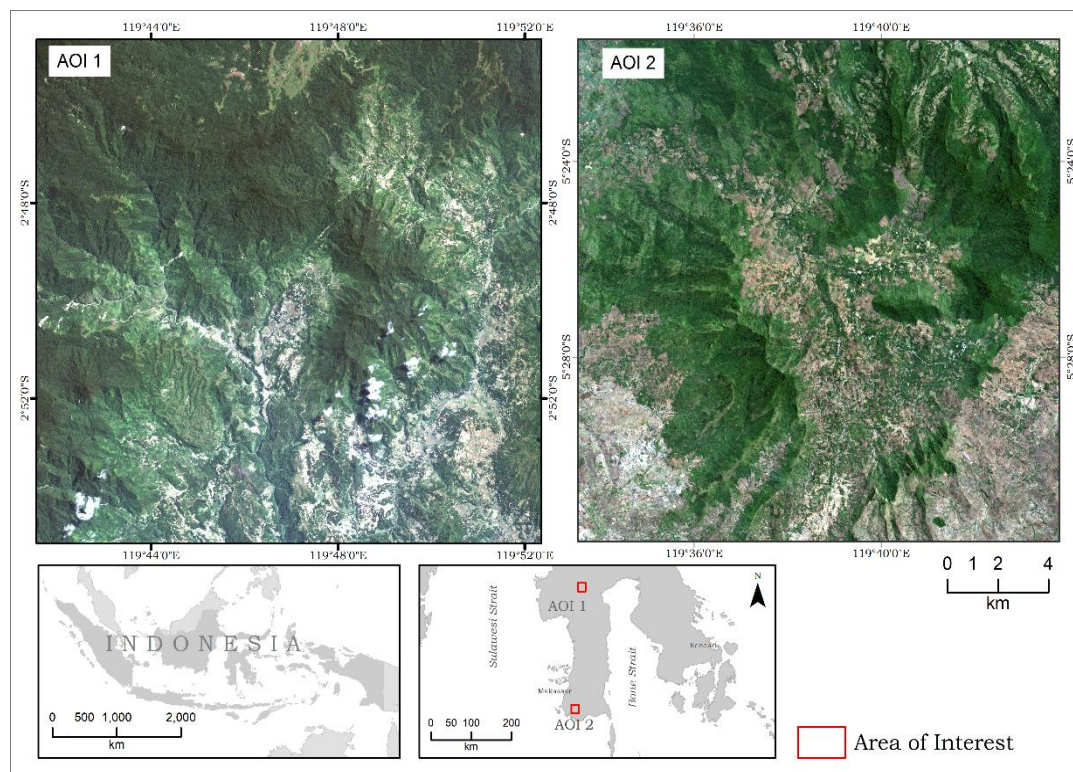 119°44'0"E 119°48'0"E 119°52'0"E
119°36'0"E 119°40'0"E
AOI 1
AOI 2
2°48'0"S
2°52'0"S
2°48'0"S
2°52'0"S
5°24'0"S
5°28'0"S
5°24'0"S
5°28'0"S
119°44'0"E 119°48'0"E 119°52'0"E
119°36'0"E 119°40'0"E
0 1 2 4
km
INDONESIA
0 500 1,000 2,000
km
Sulawesi Strait
AOI 1
N
Bone Strait
Kendari
Makassar
AOI 2
0 50 100 200
km
Area of Interest